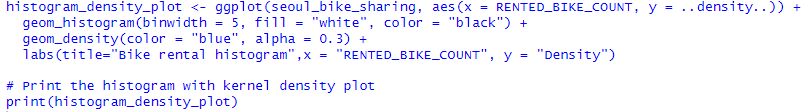 histogram_density_plot <- ggplot(seoul_bike_sharing, aes(x = RENTED_BIKE_COUNT, y = ..density..)) +
  geom_histogram(binwidth = 5, fill = "white", color = "black") +
  geom_density(color = "blue", alpha = 0.3) +
  labs(title="Bike rental histogram",x = "RENTED_BIKE_COUNT", y = "Density")

# Print the histogram with kernel density plot
print(histogram_density_plot)